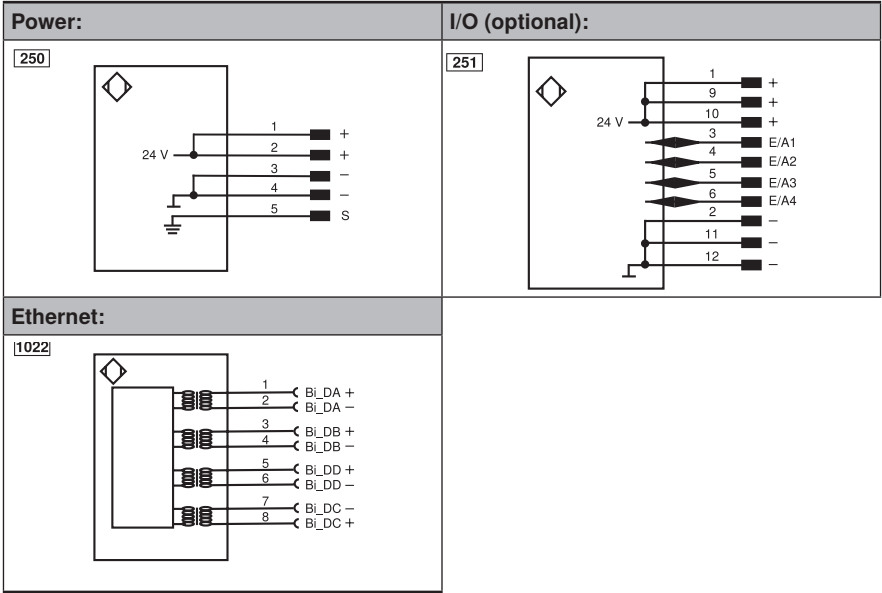 Power:
250
24 V
1 +
2 +
3 −
4 −
5 S
I/O (optional):
251
24 V
1 +
9 +
10 +
3 E/A1
4 E/A2
5 E/A3
6 E/A4
2 −
11 −
12 −
Ethernet:
1022
1 Bi_DA +
2 Bi_DA −
3 Bi_DB +
4 Bi_DB −
5 Bi_DD +
6 Bi_DD −
7 Bi_DC −
8 Bi_DC +